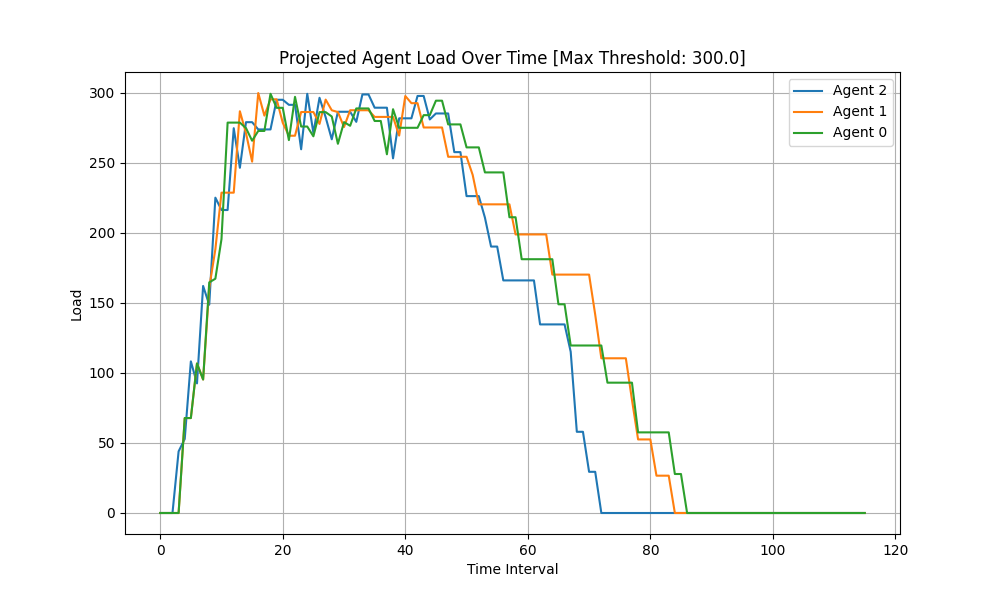 Projected Agent Load Over Time [Max Threshold: 300.0]
Agent 2
Agent 1
Agent 0
Load
300
250
200
150
100
50
0
0 20 40 60 80 100 120
Time Interval